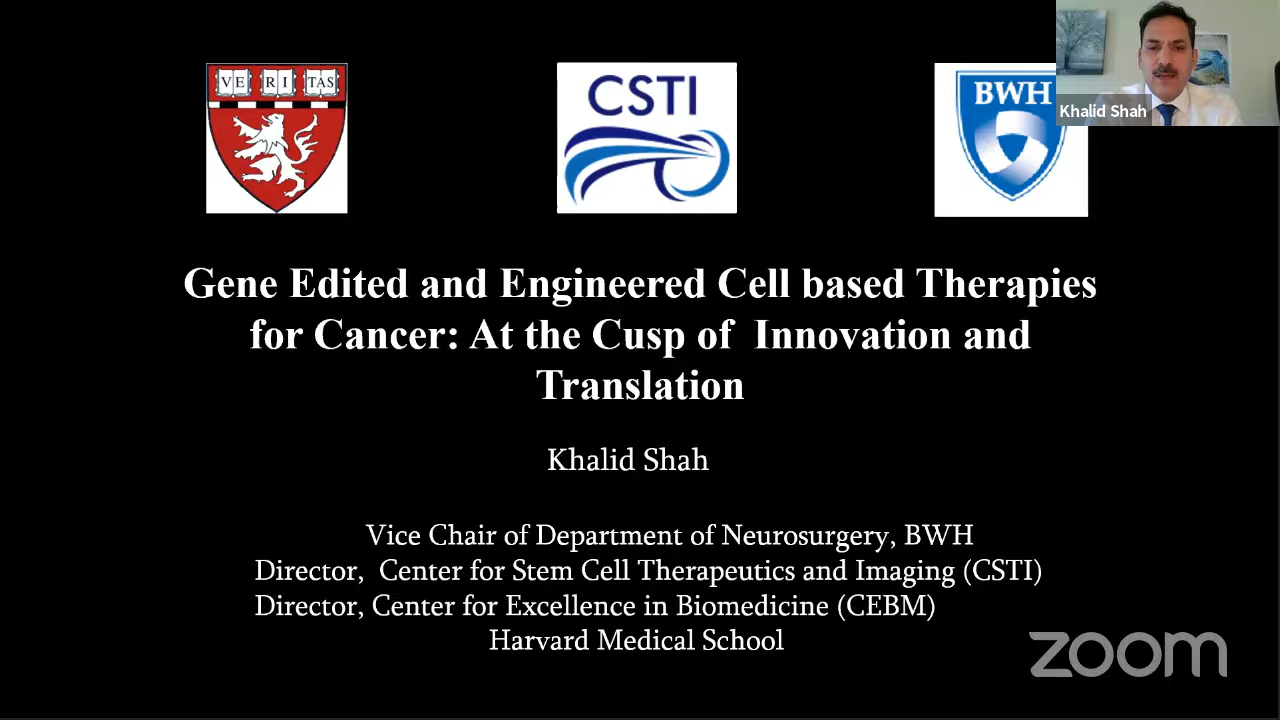 VE RI TAS
CSTI
BWH
Khalid Shah
Gene Edited and Engineered Cell based Therapies
for Cancer: At the Cusp of Innovation and
Translation
Khalid Shah
Vice Chair of Department of Neurosurgery, BWH
Director, Center for Stem Cell Therapeutics and Imaging (CSTI)
Director, Center for Excellence in Biomedicine (CEBM)
Harvard Medical School
zoom